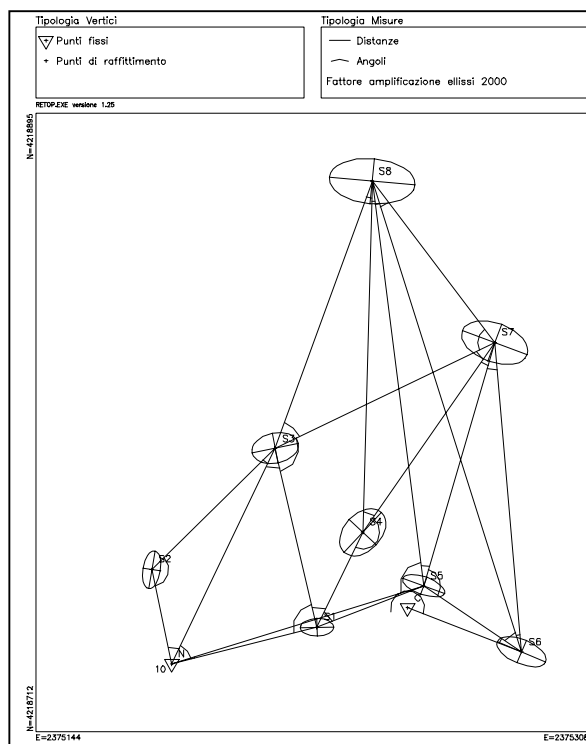 Tipologia Vertici
Punti fissi
Punti di raffittimento
Tipologia Misure
Distanze
Angoli
Fattore amplificazione ellissi 2000
RETOP.EXE versione 1.25
N=4218895
S8
S7
S3
S4
S2
S5
S1
S6
N
10
N=4218712
E=2375144